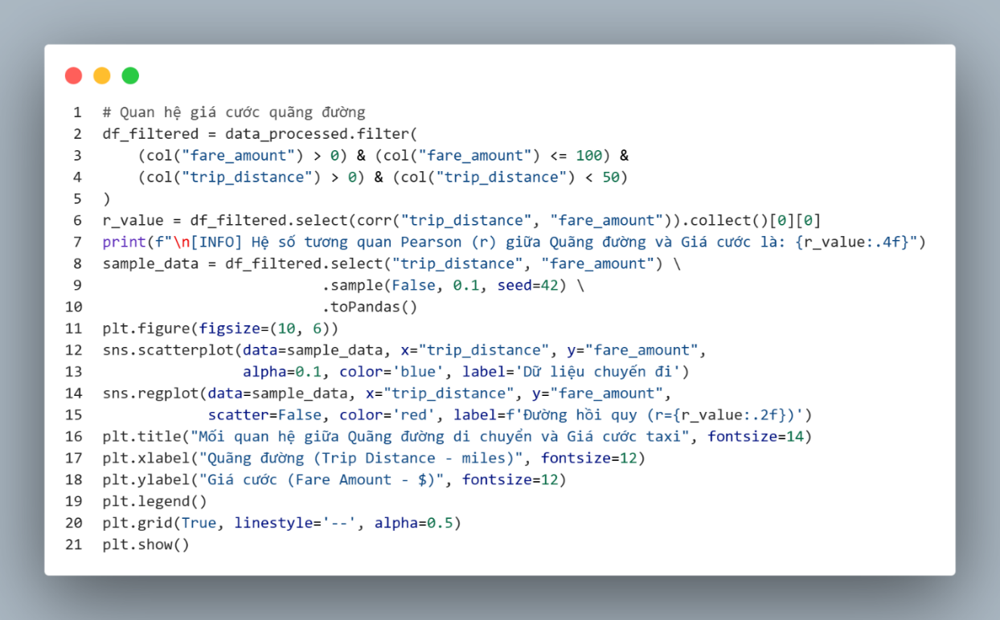 1 # Quan hệ giá cước quãng đường
2 df_filtered = data_processed.filter(
3     (col("fare_amount") > 0) & (col("fare_amount") <= 100) &
4     (col("trip_distance") > 0) & (col("trip_distance") < 50)
5 )
6 r_value = df_filtered.select(corr("trip_distance", "fare_amount")).collect()[0][0]
7 print(f"\n[INFO] Hệ số tương quan Pearson (r) giữa Quãng đường và Giá cước là: {r_value:.4f}")
8 sample_data = df_filtered.select("trip_distance", "fare_amount") \
9                          .sample(False, 0.1, seed=42) \
10                          .toPandas()
11 plt.figure(figsize=(10, 6))
12 sns.scatterplot(data=sample_data, x="trip_distance", y="fare_amount",
13                 alpha=0.1, color='blue', label='Dữ liệu chuyến đi')
14 sns.regplot(data=sample_data, x="trip_distance", y="fare_amount",
15             scatter=False, color='red', label=f'Đường hồi quy (r={r_value:.2f})')
16 plt.title("Mối quan hệ giữa Quãng đường di chuyển và Giá cước taxi", fontsize=14)
17 plt.xlabel("Quãng đường (Trip Distance - miles)", fontsize=12)
18 plt.ylabel("Giá cước (Fare Amount - $)", fontsize=12)
19 plt.legend()
20 plt.grid(True, linestyle='--', alpha=0.5)
21 plt.show()